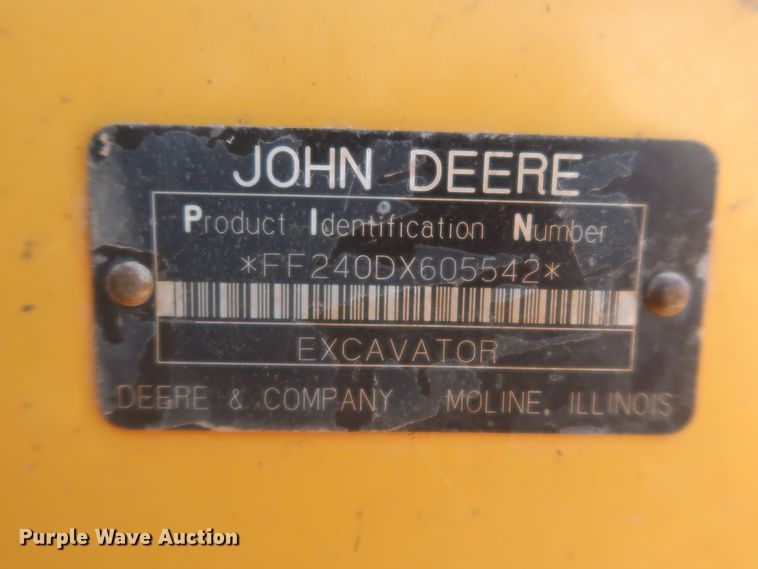 JOHN DEERE
Product Identification Number
*FF240DX605542*
EXCAVATOR
DEERE & COMPANY MOLINE, ILLINOIS
Purple Wave Auction